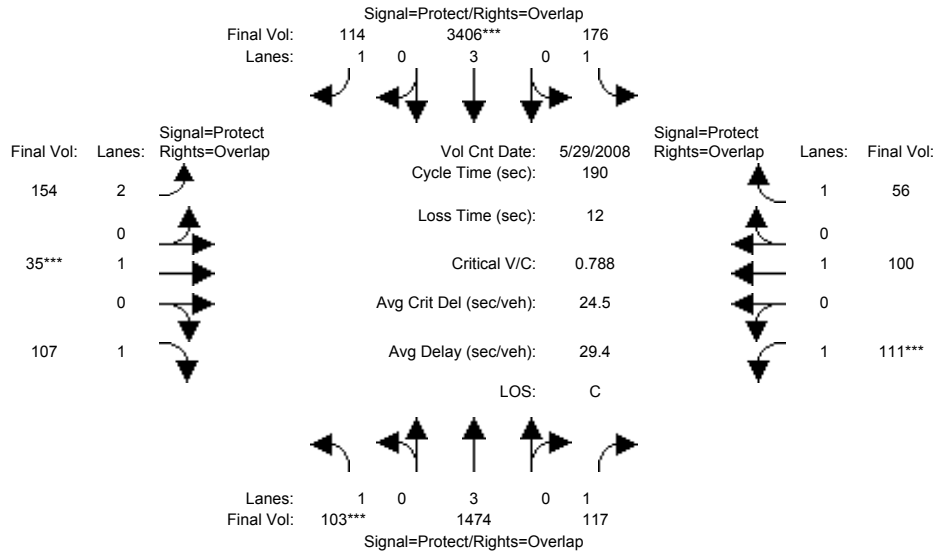 Signal=Protect/Rights=Overlap
Final Vol: 114 3406*** 176
Lanes: 1 0 3 0 1
Signal=Protect Signal=Protect
Final Vol: Lanes: Rights=Overlap Vol Cnt Date: 5/29/2008 Rights=Overlap Lanes: Final Vol:
Cycle Time (sec): 190
154 2 1 56
Loss Time (sec): 12
0 0
35*** 1 Critical V/C: 0.788 1 100
0 Avg Crit Del (sec/veh): 24.5 0
107 1 Avg Delay (sec/veh): 29.4 1 111***
LOS: C
Lanes: 1 0 3 0 1
Final Vol: 103*** 1474 117
Signal=Protect/Rights=Overlap